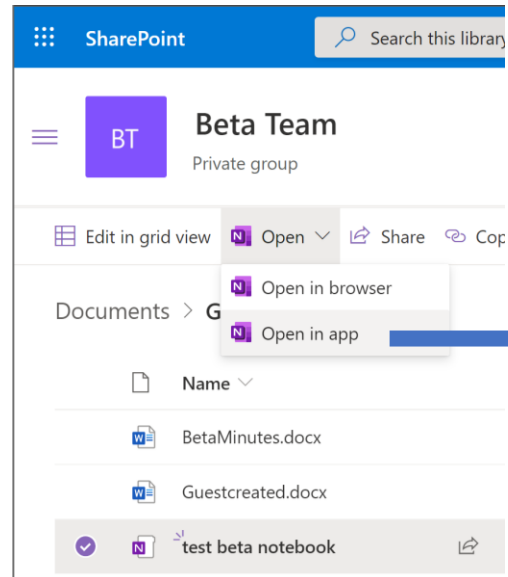 SharePoint Search this library
BT
Beta Team
Private group
Edit in grid view Open Share Cop
Open in browser
Documents > G
Open in app
Name
BetaMinutes.docx
Guestcreated.docx
test beta notebook